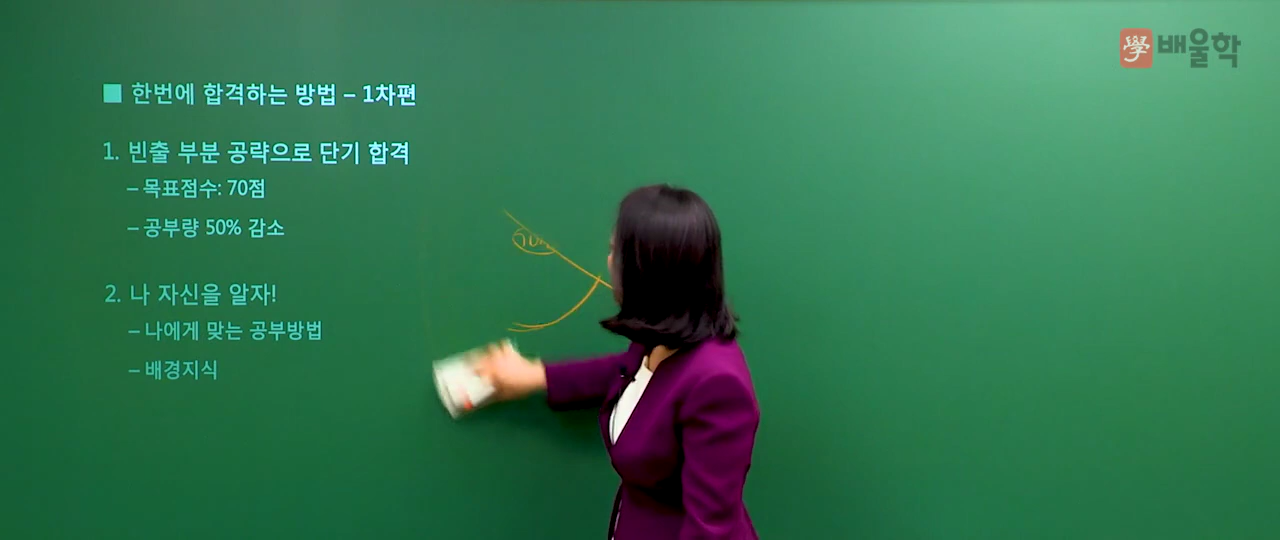 學 배울학
■ 한번에 합격하는 방법 – 1차편
1. 빈출 부분 공략으로 단기 합격
– 목표점수: 70점
– 공부량 50% 감소
2. 나 자신을 알자!
– 나에게 맞는 공부방법
– 배경지식